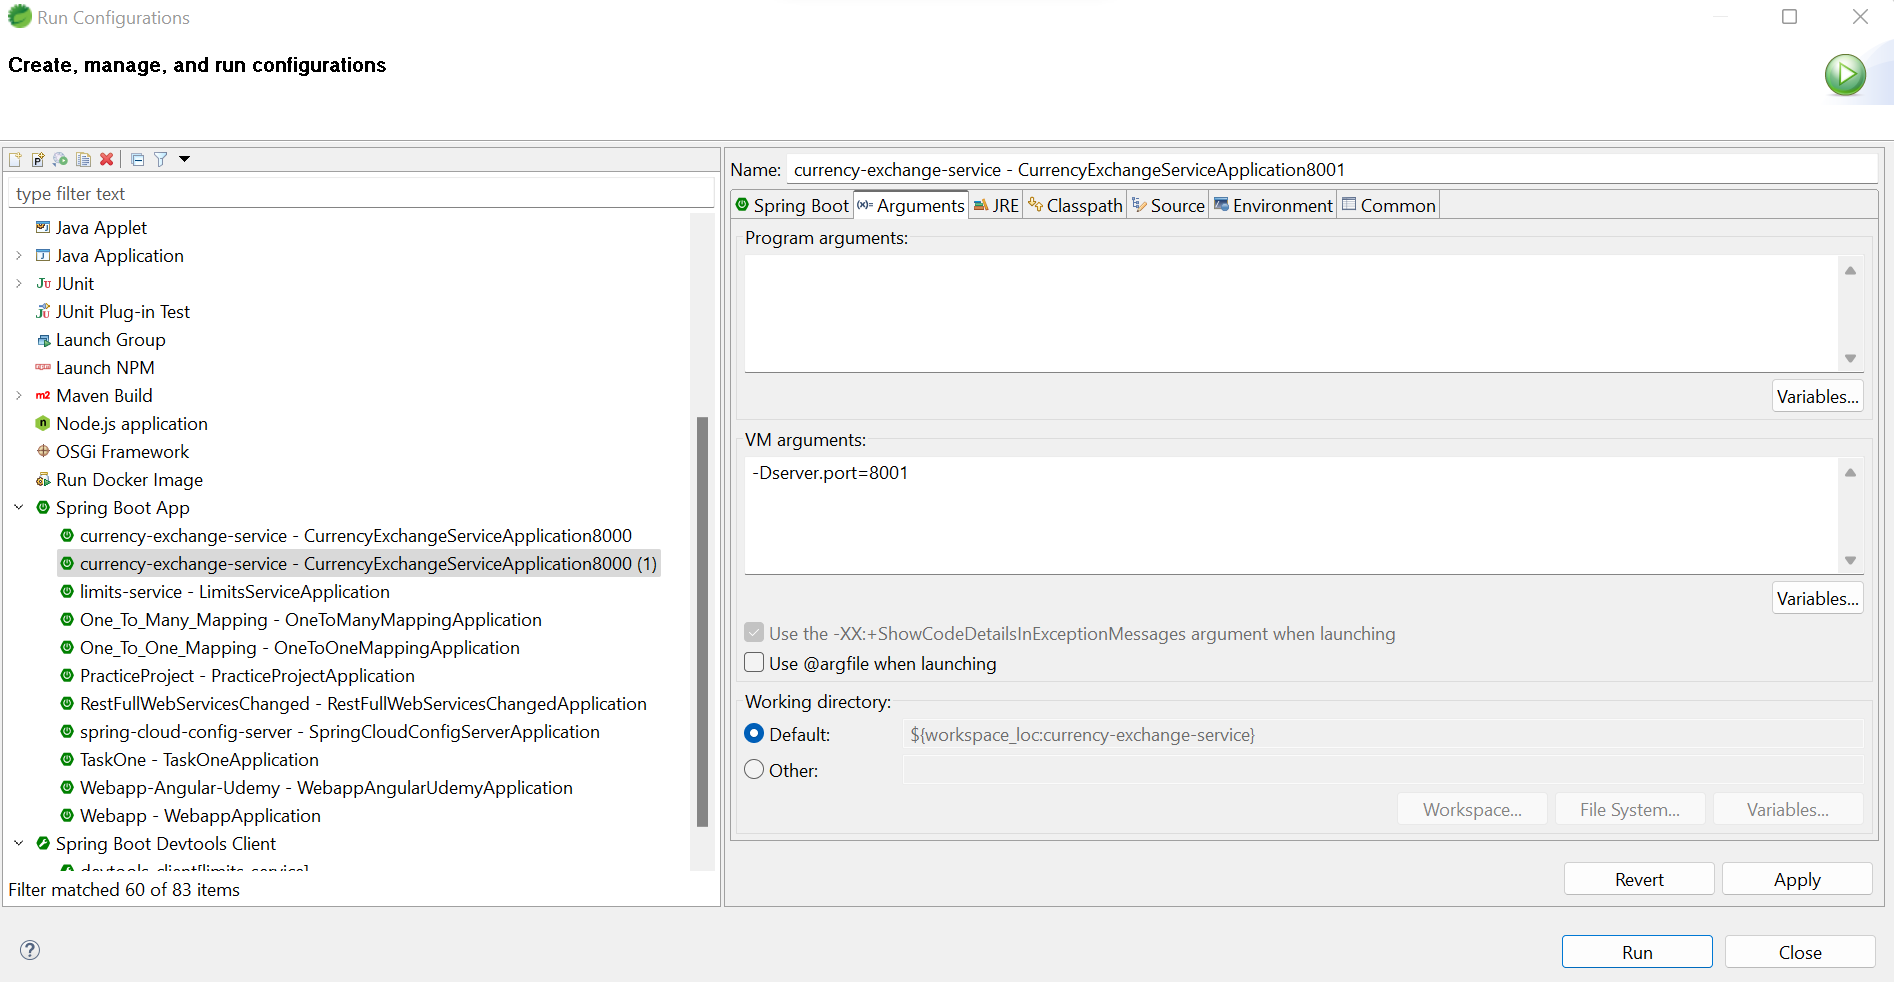 Run Configurations
Create, manage, and run configurations
type filter text
Java Applet
Java Application
JUnit
JUnit Plug-in Test
Launch Group
Launch NPM
Maven Build
Node.js application
OSGi Framework
Run Docker Image
Spring Boot App
currency-exchange-service - CurrencyExchangeServiceApplication8000
currency-exchange-service - CurrencyExchangeServiceApplication8000 (1)
limits-service - LimitsServiceApplication
One_To_Many_Mapping - OneToManyMappingApplication
One_To_One_Mapping - OneToOneMappingApplication
PracticeProject - PracticeProjectApplication
RestFullWebServicesChanged - RestFullWebServicesChangedApplication
spring-cloud-config-server - SpringCloudConfigServerApplication
TaskOne - TaskOneApplication
Webapp-Angular-Udemy - WebappAngularUdemyApplication
Webapp - WebappApplication
Spring Boot Devtools Client
devtools-client[limits-service]
Filter matched 60 of 83 items
Name: currency-exchange-service - CurrencyExchangeServiceApplication8001
Spring Boot (x)= Arguments JRE Classpath Source Environment Common
Program arguments:
Variables...
VM arguments:
-Dserver.port=8001
Variables...
Use the -XX:+ShowCodeDetailsInExceptionMessages argument when launching
Use @argfile when launching
Working directory:
Default: ${workspace_loc:currency-exchange-service}
Other:
Workspace... File System... Variables...
Revert Apply
Run Close